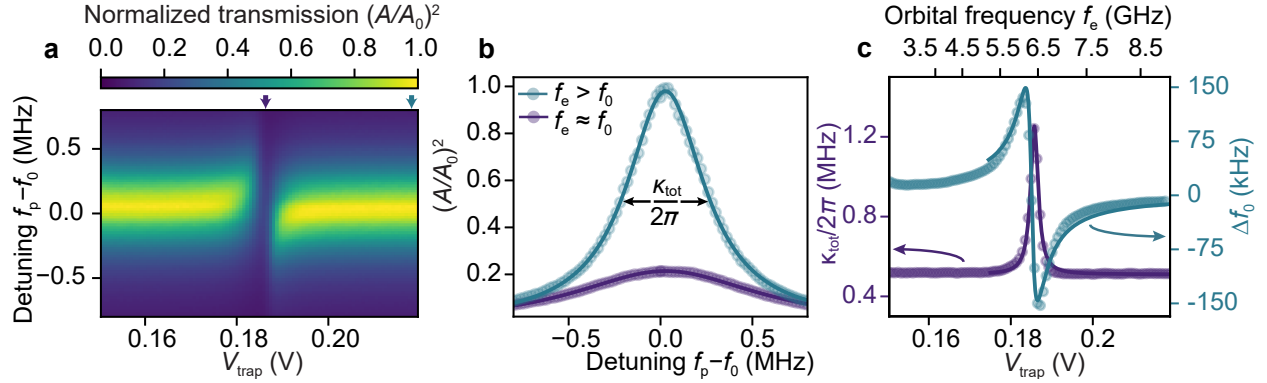 Normalized transmission (A/A₀)²
a
0.0 0.2 0.4 0.6 0.8 1.0
Detuning fₚ−f₀ (MHz)
0.5
0.0
−0.5
0.16 0.18 0.20
V_trap (V)
b
(A/A₀)²
1.0
0.8
0.6
0.4
0.2
fₑ > f₀
fₑ ≈ f₀
κ_tot
2π
−0.5 0.0 0.5
Detuning fₚ−f₀ (MHz)
Orbital frequency fₑ (GHz)
c
3.5 4.5 5.5 6.5 7.5 8.5
κ_tot/2π (MHz)
1.2
0.8
0.4
150
75
0
-75
-150
Δf₀ (kHz)
0.16 0.18 0.2
V_trap (V)